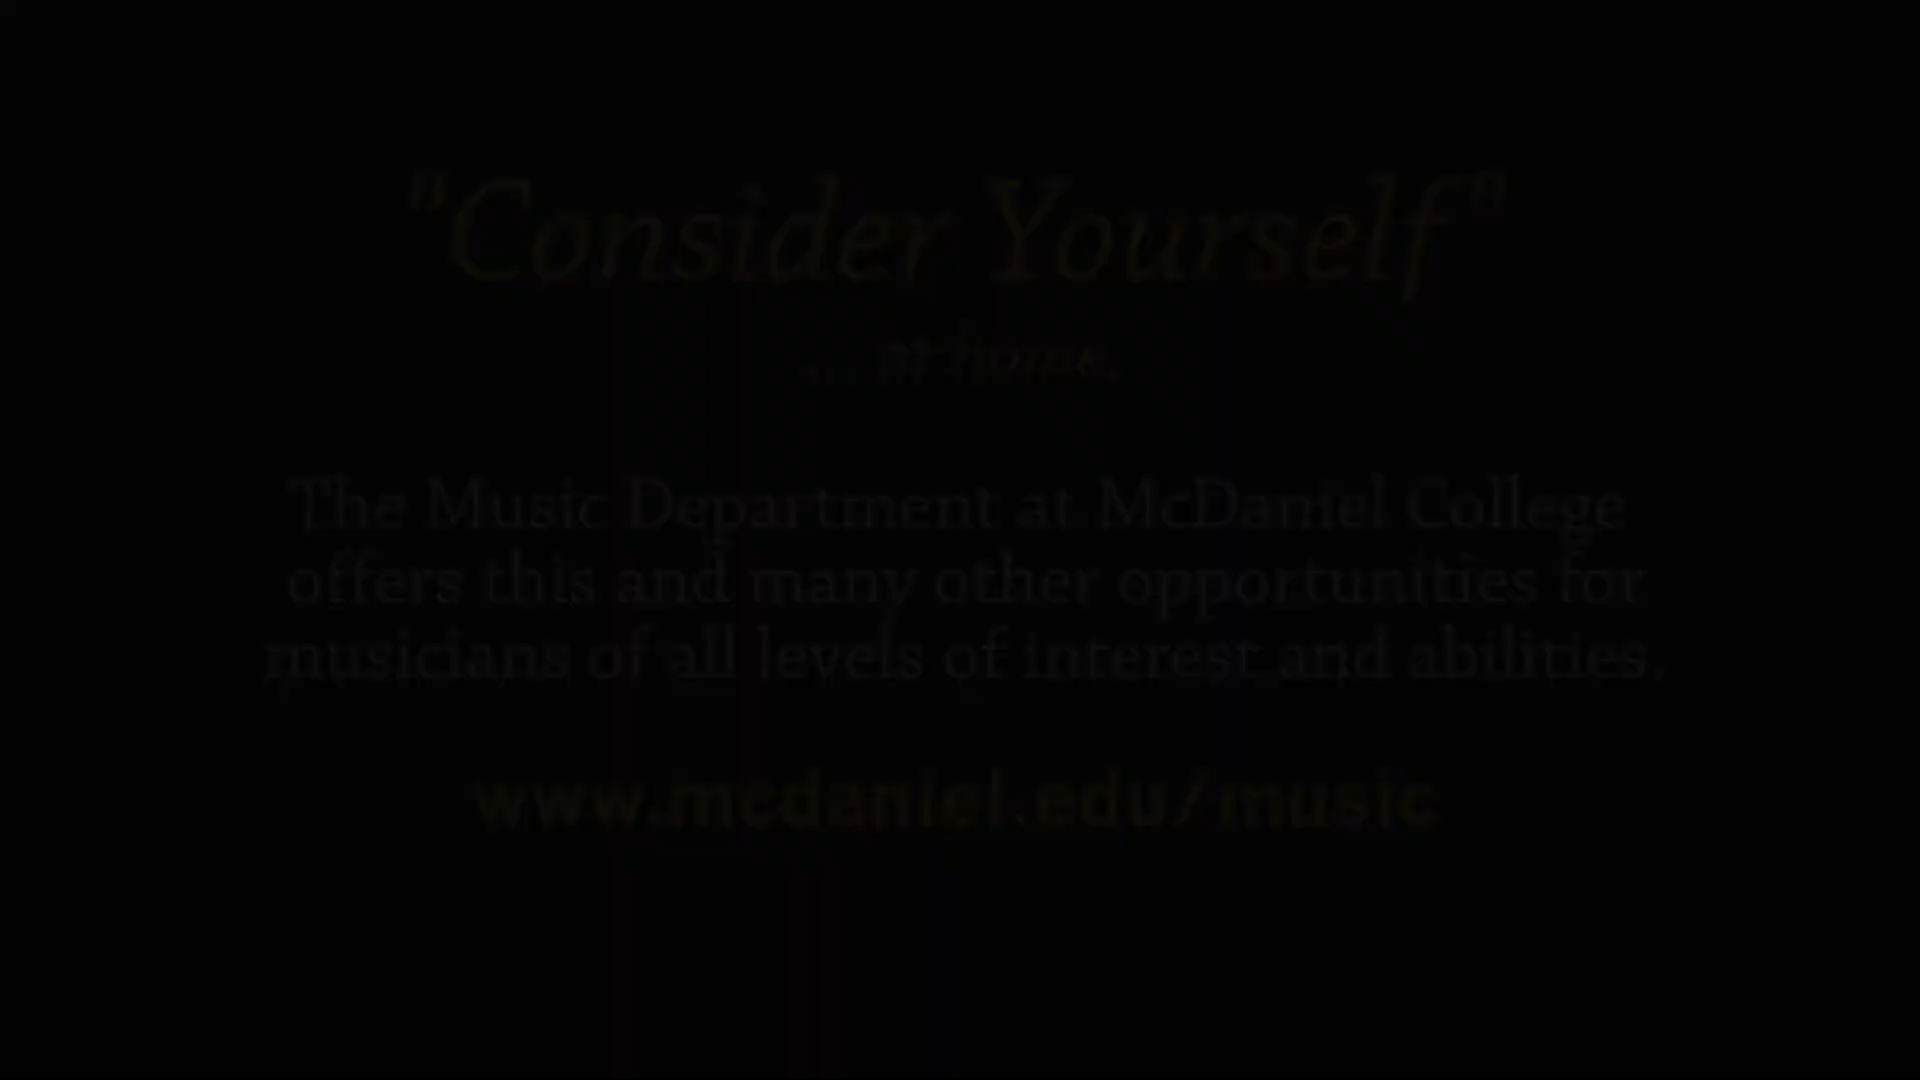 "Consider Yourself"
... at home.
The Music Department at McDaniel College
offers this and many other opportunities for
musicians of all levels of interest and abilities.
www.mcdaniel.edu/music